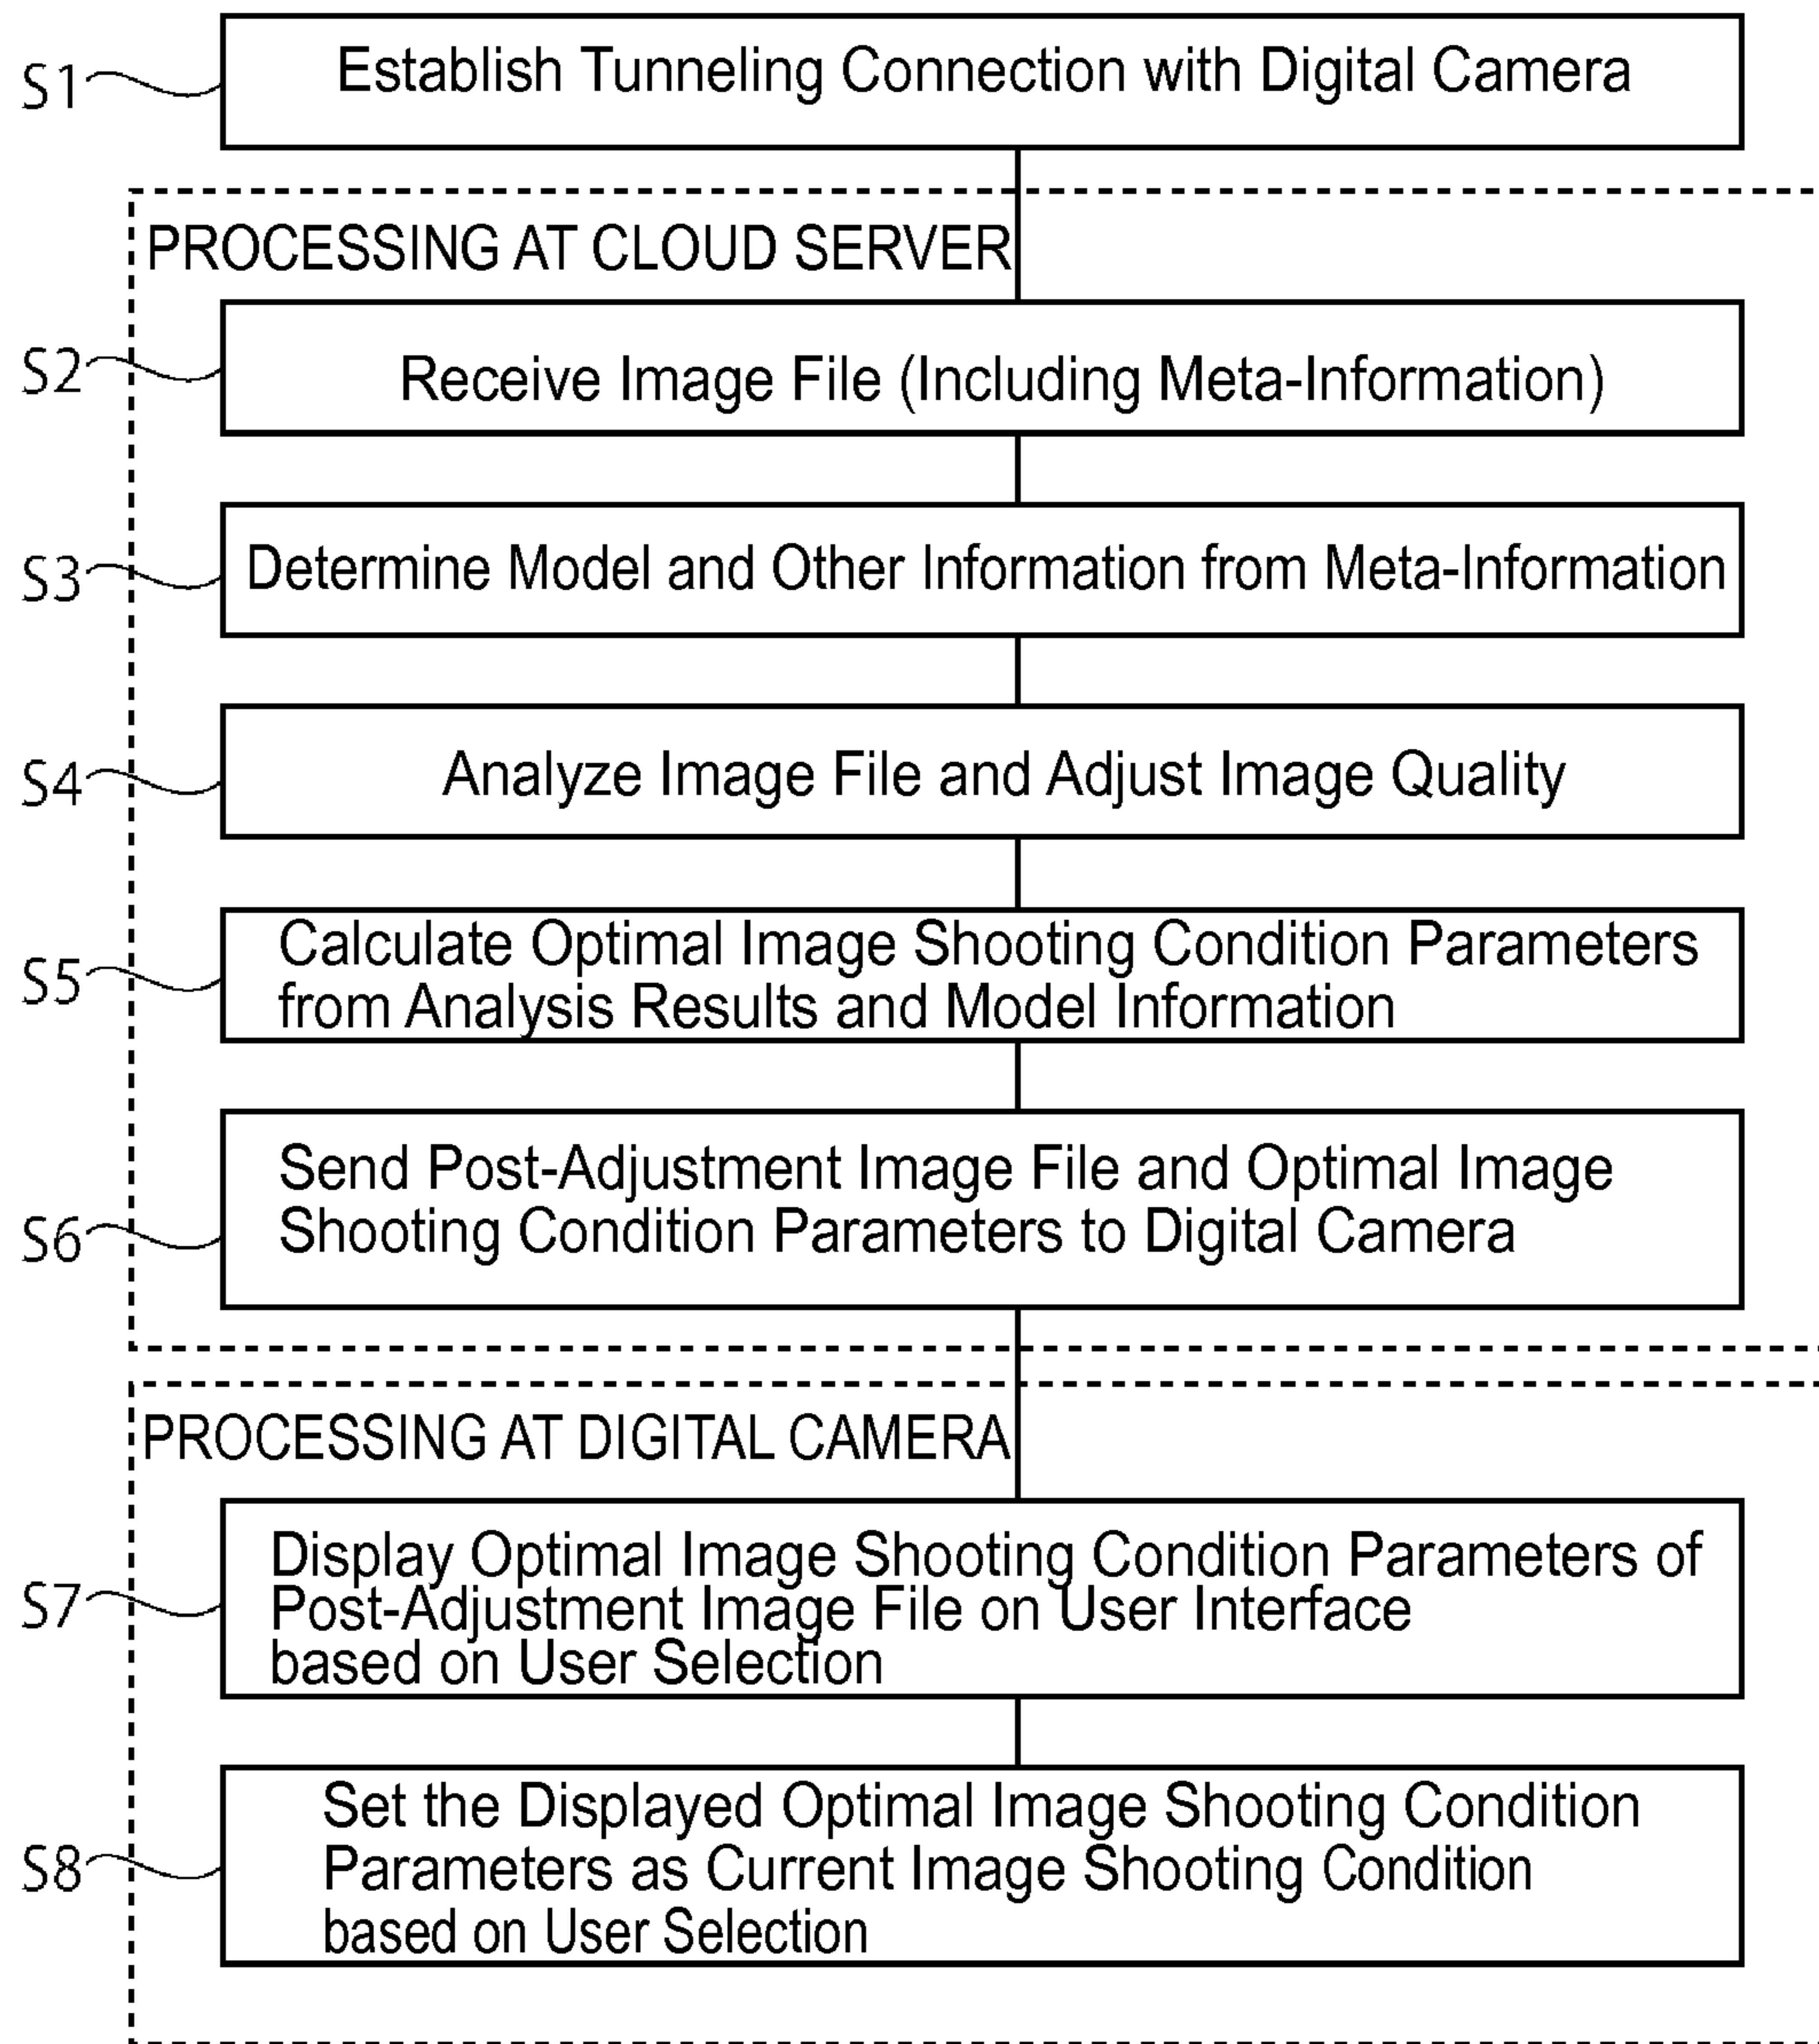 S1
Establish Tunneling Connection with Digital Camera
PROCESSING AT CLOUD SERVER
S2
Receive Image File (Including Meta-Information)
S3
Determine Model and Other Information from Meta-Information
S4
Analyze Image File and Adjust Image Quality
S5
Calculate Optimal Image Shooting Condition Parameters
from Analysis Results and Model Information
S6
Send Post-Adjustment Image File and Optimal Image
Shooting Condition Parameters to Digital Camera
PROCESSING AT DIGITAL CAMERA
S7
Display Optimal Image Shooting Condition Parameters of
Post-Adjustment Image File on User Interface
based on User Selection
S8
Set the Displayed Optimal Image Shooting Condition
Parameters as Current Image Shooting Condition
based on User Selection